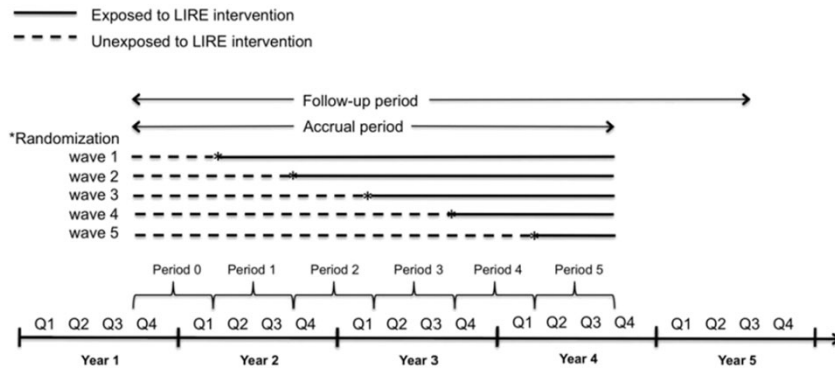 Exposed to LIRE intervention
Unexposed to LIRE intervention
Follow-up period
Accrual period
*Randomization
wave 1
wave 2
wave 3
wave 4
wave 5
Period 0 Period 1 Period 2 Period 3 Period 4 Period 5
Q1 Q2 Q3 Q4 Q1 Q2 Q3 Q4 Q1 Q2 Q3 Q4 Q1 Q2 Q3 Q4 Q1 Q2 Q3 Q4
Year 1 Year 2 Year 3 Year 4 Year 5